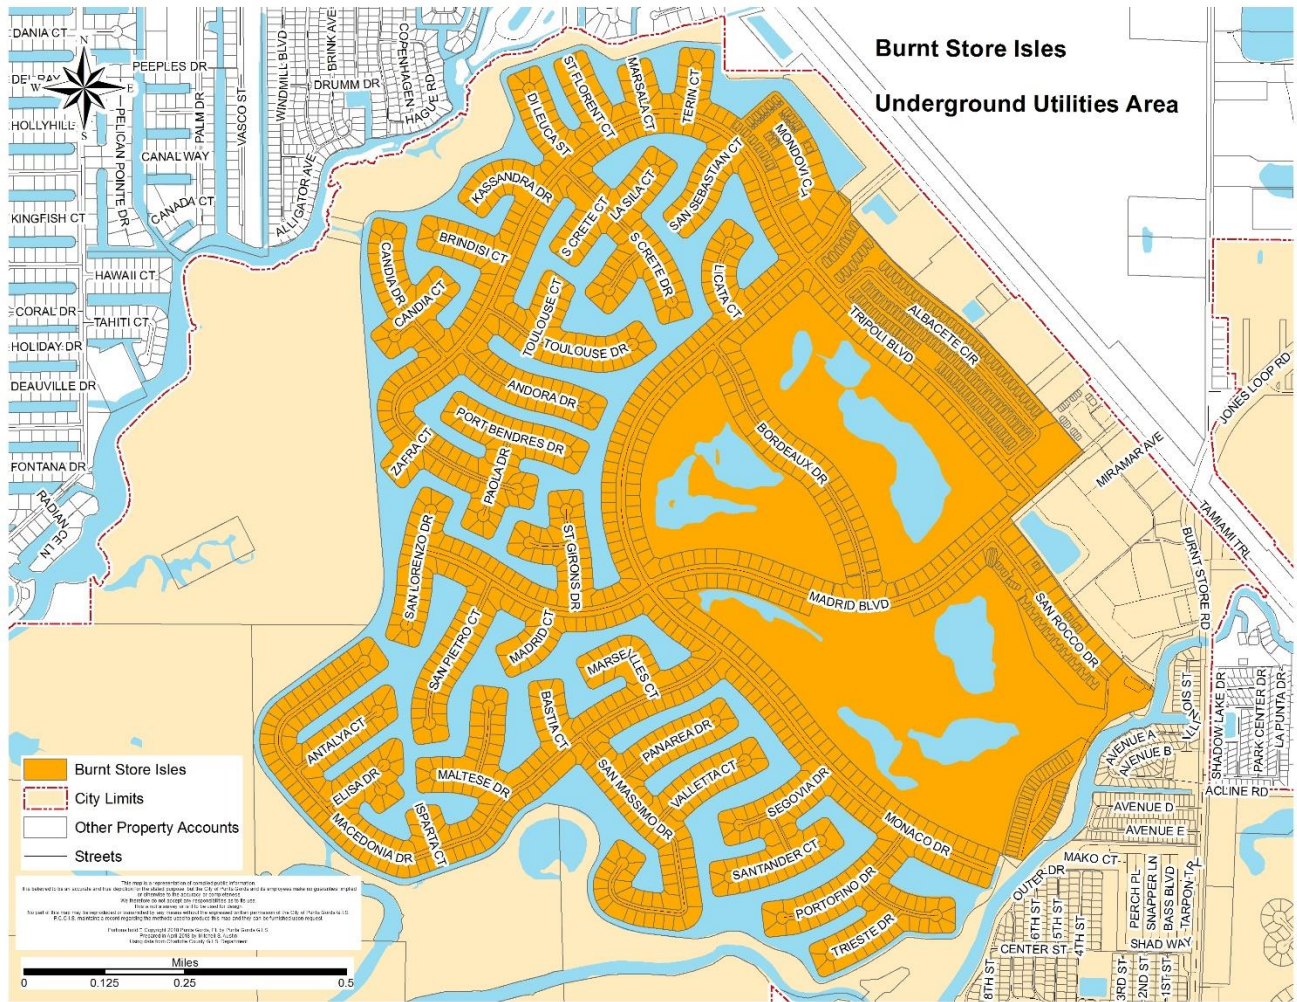 Burnt Store Isles
Underground Utilities Area
DANIA CT
N
W
E
S
PEEPLES DR
HOLLYHILL
PELICAN POINTE DR
PALM DR
VASCO ST
WINDMILL BLVD
BRINK AVE
DRUMM DR
COPENHAGEN
HAGUE RD
CANAL WAY
CANADA CT
ALLIGATOR AVE
KINGFISH CT
HAWAII CT
CORAL DR
TAHITI CT
HOLIDAY DR
DEAUVILLE DR
FONTANA DR
RADIAN
CE LN
DI LEUCA ST
ST FLORENT CT
MARSALA CT
TERIN CT
MONDOVI CT
SAN SEBASTIAN CT
KASSANDRA DR
LA SILA CT
S CRETE CT
S CRETE DR
BRINDISI CT
CANDIA DR
CANDIA CT
LICATA CT
TOULOUSE CT
TOULOUSE DR
ALBACETE CIR
TRIPOLI BLVD
ANDORA DR
PORT BENDRES DR
ZAFRA CT
PAOLA DR
BORDEAUX DR
JONES LOOP RD
MIRAMAR AVE
TAMIAMI TRL
BURNT STORE RD
SAN LORENZO DR
ST GIRONS DR
MADRID BLVD
SAN ROCCO DR
SAN PIETRO CT
MADRID CT
MARSEILLES CT
BASTIA CT
PANAREA DR
VALLETTA CT
SAN MASSIMO DR
ANTALYA CT
ELISA DR
MALTESE DR
ISPARTA CT
MACEDONIA DR
SEGOVIA DR
SANTANDER CT
MONACO DR
PORTOFINO DR
TRIESTE DR
AVENUE A
AVENUE B
SHADOW LAKE DR
PARK CENTER DR
LA PUNTA DR
ACLINE RD
AVENUE D
AVENUE E
MAKO CT
OUTER DR
PERCH PL
SNAPPER LN
BASS BLVD
TARPON TRL
6TH ST
5TH ST
4TH ST
CENTER ST
SHAD WAY
8TH ST
3RD ST
2ND ST
1ST ST
Burnt Store Isles
City Limits
Other Property Accounts
Streets
This map is a representation of compiled public information.
Miles
0 0.125 0.25 0.5